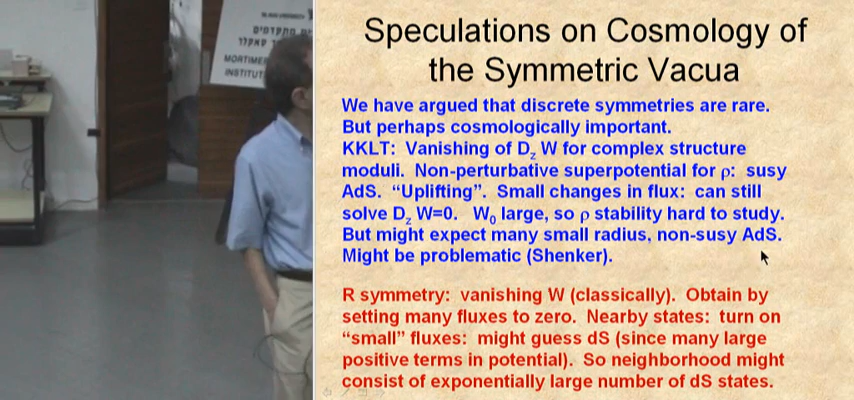 מתקדמים
סאקלר
MORTIMER
INSTITUT
Speculations on Cosmology of
the Symmetric Vacua
We have argued that discrete symmetries are rare.
But perhaps cosmologically important.
KKLT: Vanishing of D_z W for complex structure
moduli. Non-perturbative superpotential for ρ: susy
AdS. “Uplifting”. Small changes in flux: can still
solve D_z W=0. W_0 large, so ρ stability hard to study.
But might expect many small radius, non-susy AdS.
Might be problematic (Shenker).
R symmetry: vanishing W (classically). Obtain by
setting many fluxes to zero. Nearby states: turn on
“small” fluxes: might guess dS (since many large
positive terms in potential). So neighborhood might
consist of exponentially large number of dS states.